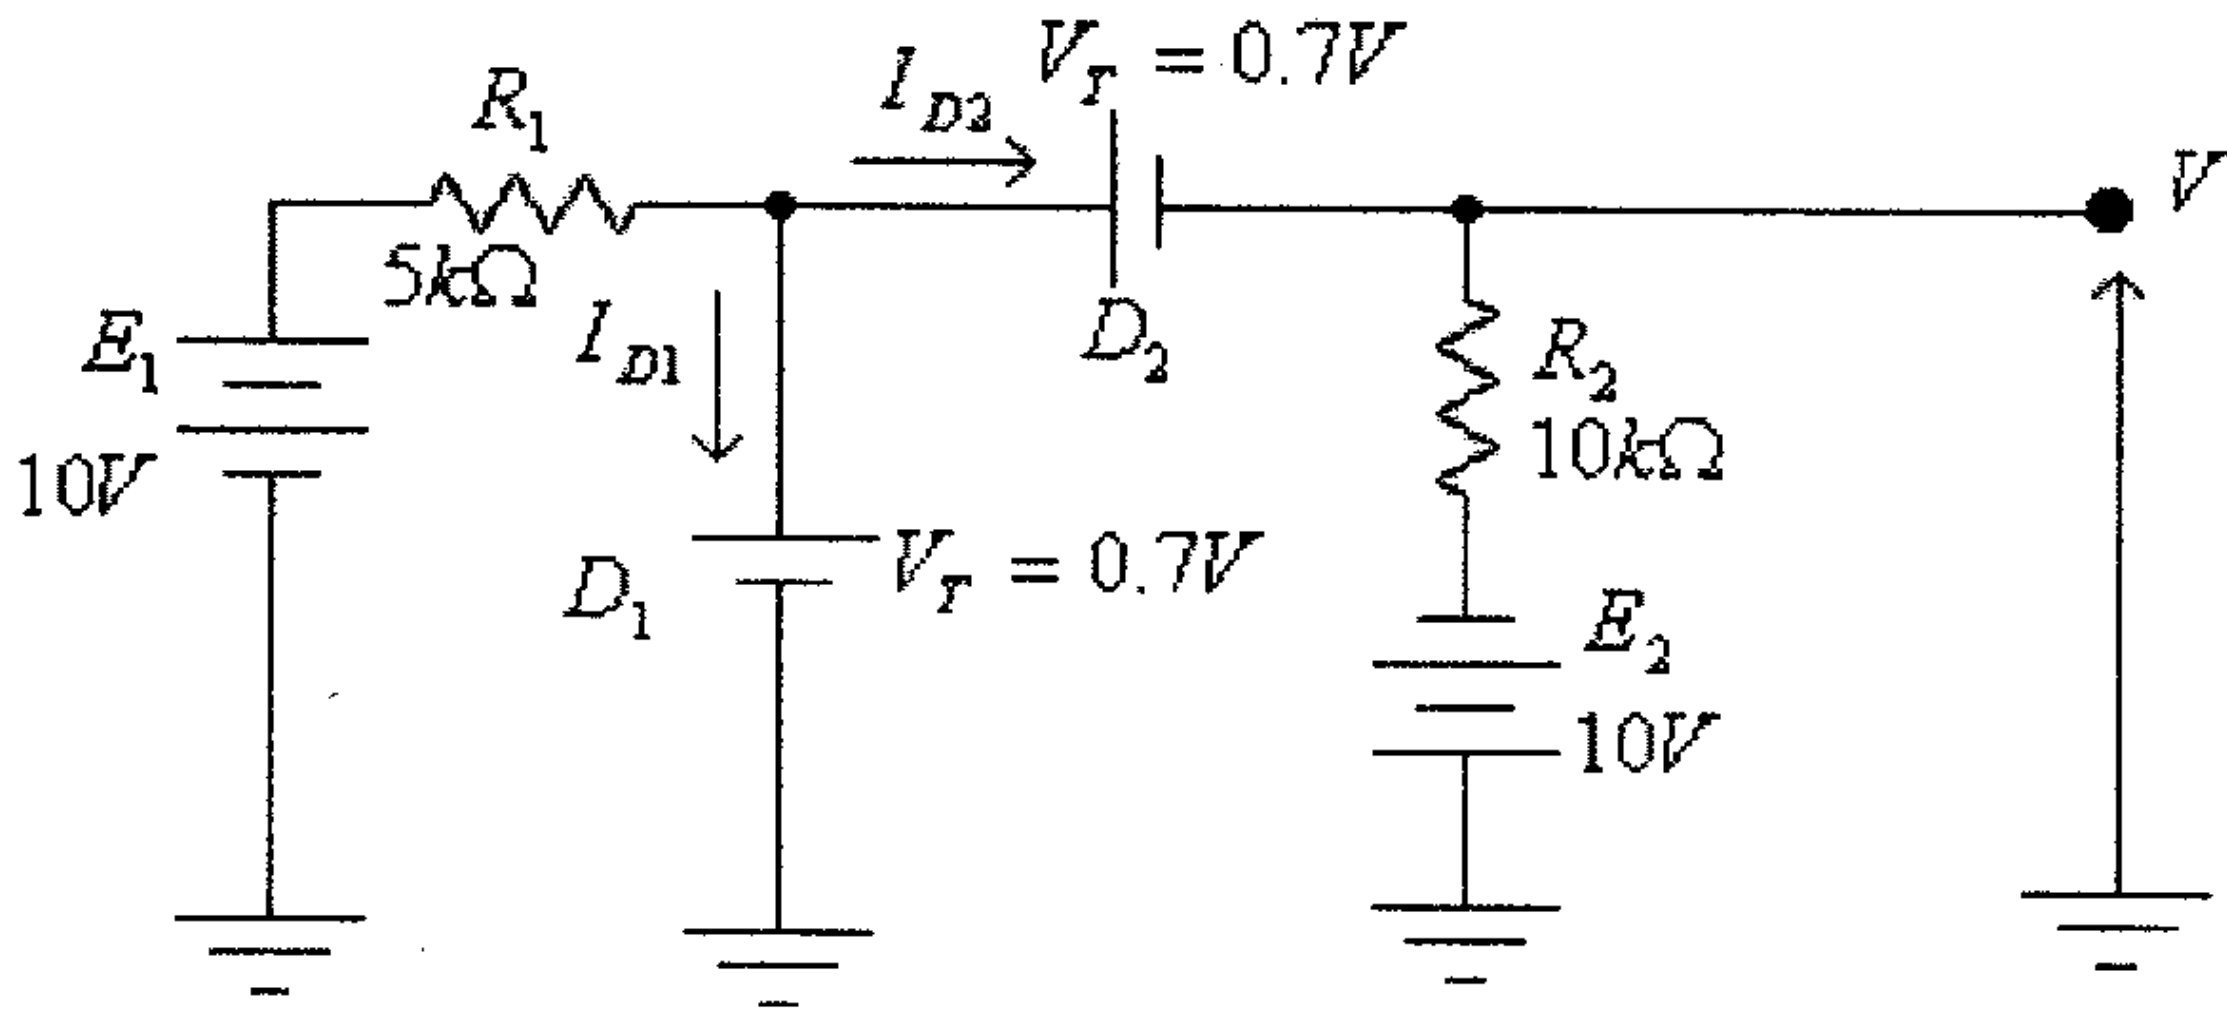 V_T = 0.7V
I_D2
R_1
V
5kΩ
E_1
I_D1
D_2
R_2
10kΩ
10V
D_1
V_T = 0.7V
E_2
10V